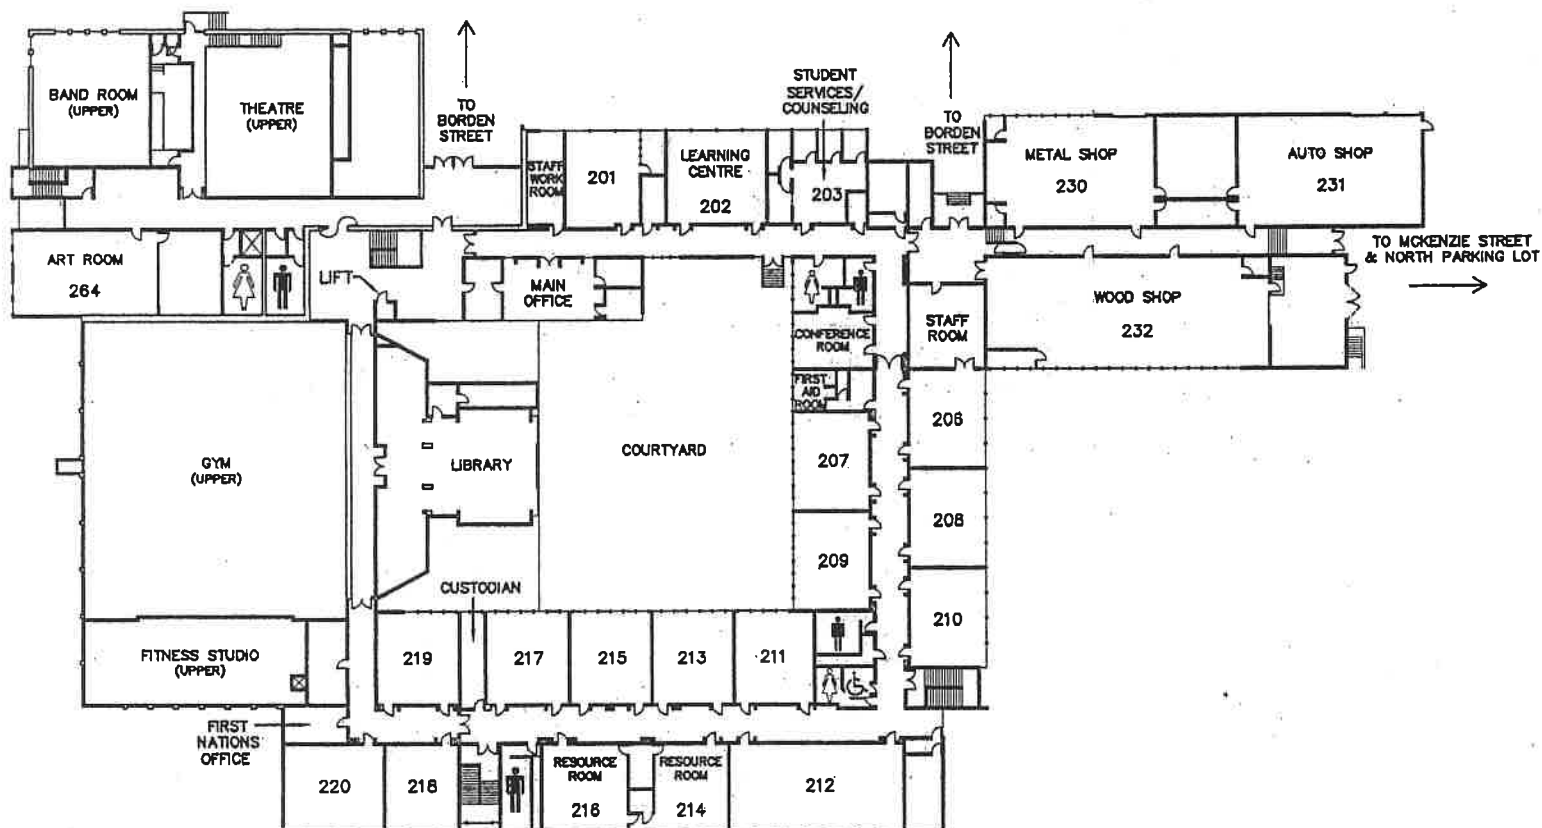 BAND ROOM
(UPPER)
THEATRE
(UPPER)
TO
BORDEN
STREET
STAFF
WORK
ROOM
201
LEARNING
CENTRE
202
STUDENT
SERVICES/
COUNSELING
203
TO
BORDEN
STREET
METAL SHOP
230
AUTO SHOP
231
TO MCKENZIE STREET
& NORTH PARKING LOT
ART ROOM
264
LIFT
MAIN
OFFICE
CONFERENCE
ROOM
STAFF
ROOM
WOOD SHOP
232
FIRST
AID
ROOM
206
GYM
(UPPER)
LIBRARY
COURTYARD
207
208
209
210
CUSTODIAN
FITNESS STUDIO
(UPPER)
219
217
215
213
211
FIRST
NATIONS
OFFICE
220
218
RESOURCE
ROOM
216
RESOURCE
ROOM
214
212